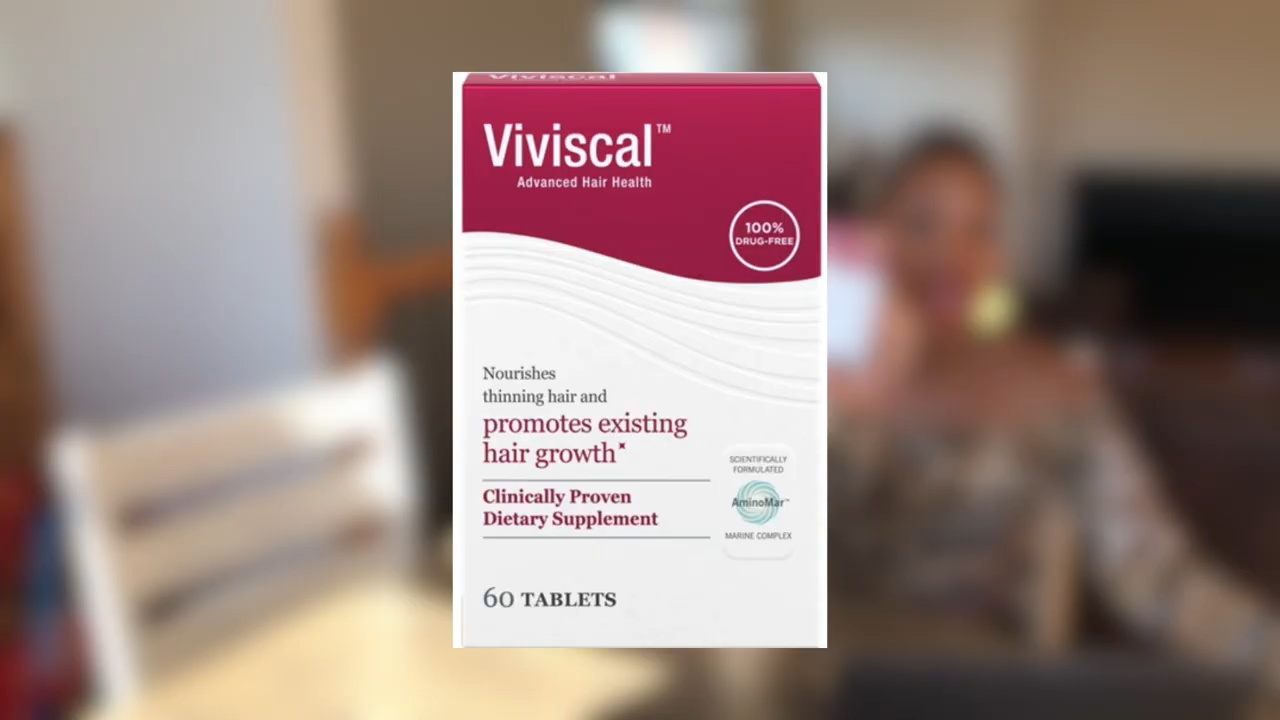 Viviscal
Viviscal™
Advanced Hair Health
100%
DRUG-FREE
Nourishes
thinning hair and
promotes existing
hair growth
Clinically Proven
Dietary Supplement
SCIENTIFICALLY
FORMULATED
AminoMar™
MARINE COMPLEX
60 TABLETS